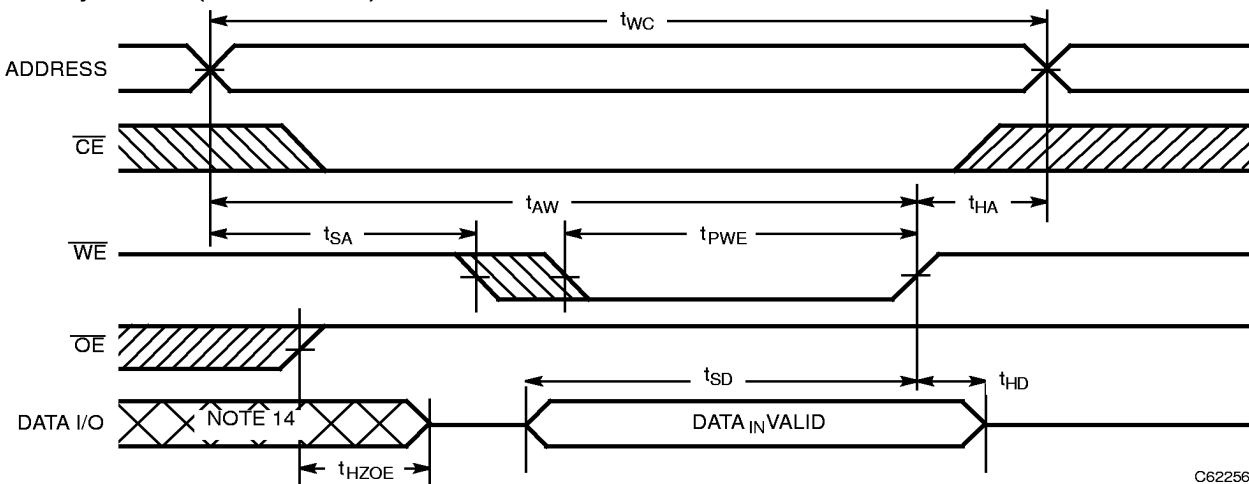 tWC
ADDRESS
CE
tAW
tHA
tSA
tPWE
WE
OE
tSD
tHD
DATA I/O
NOTE 14
DATA IN VALID
tHZOE
C62256